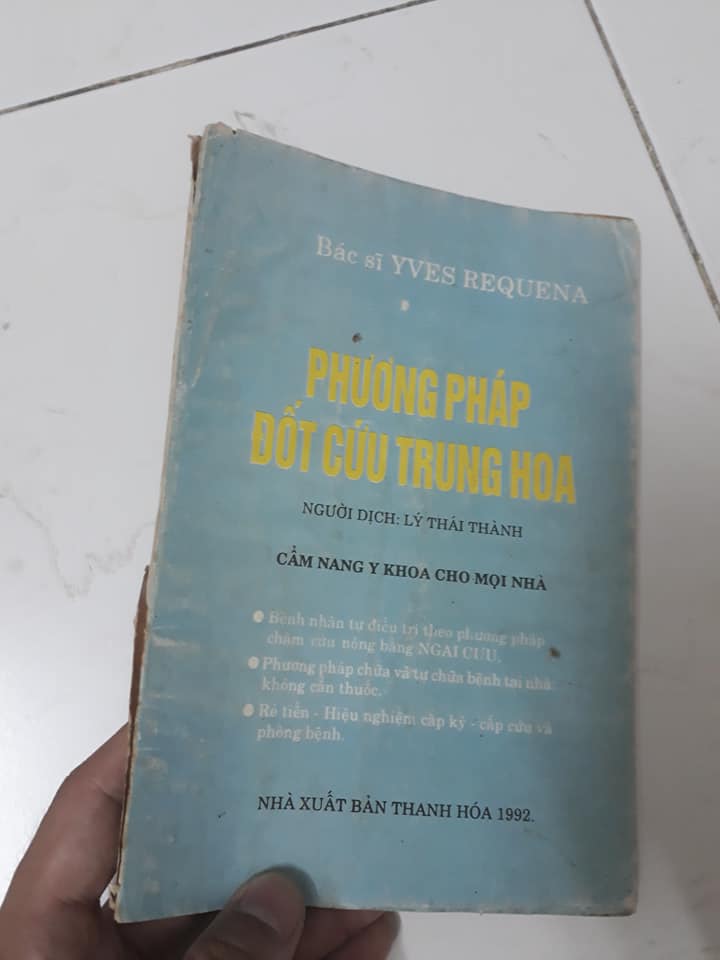 Bác sĩ YVES REQUENA
PHƯƠNG PHÁP
ĐỐT CỨU TRUNG HOA
NGƯỜI DỊCH: LÝ THÁI THÀNH
CẨM NANG Y KHOA CHO MỌI NHÀ
● Bệnh nhân tự điều trị theo phương pháp
châm cứu nóng bằng NGẢI CỨU.
● Phương pháp chữa và tự chữa bệnh tại nhà
không cần thuốc.
● Rẻ tiền - Hiệu nghiệm cấp kỳ - cấp cứu và
phòng bệnh.
NHÀ XUẤT BẢN THANH HÓA 1992.